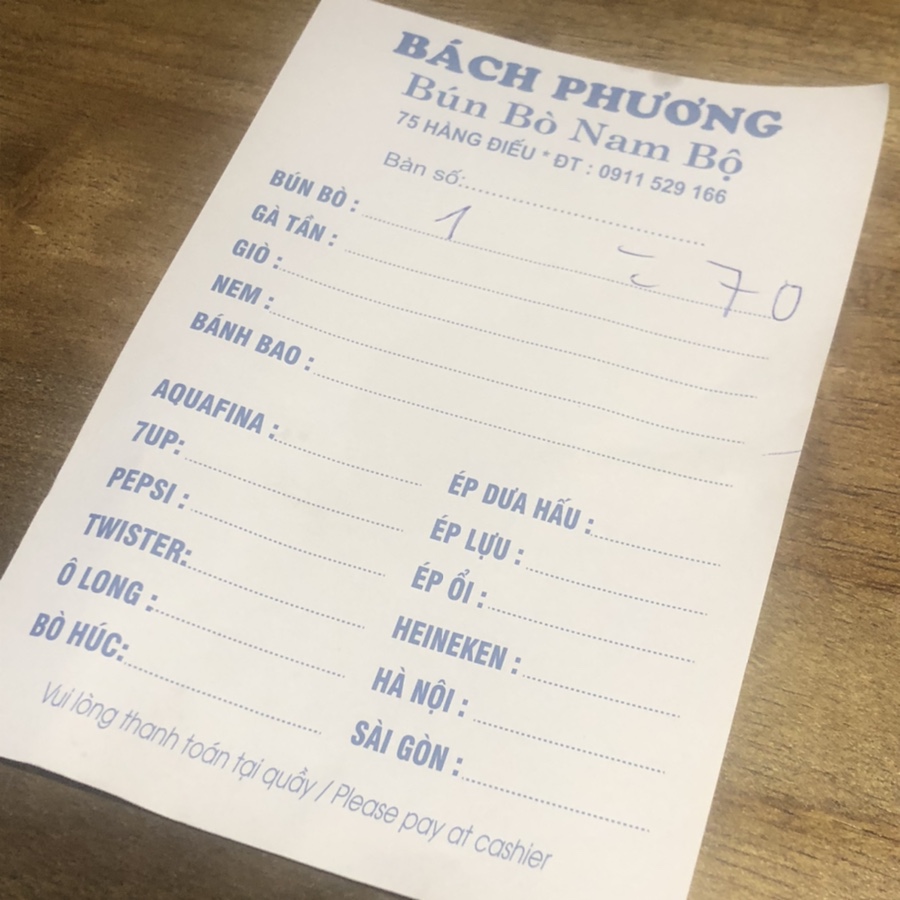 BÁCH PHƯƠNG
Bún Bò Nam Bộ
75 HÀNG ĐIẾU * ĐT : 0911 529 166
Bàn số:
BÚN BÒ : 1 = 70
GÀ TẦN :
GIÒ :
NEM :
BÁNH BAO :
AQUAFINA :
7UP:
PEPSI :
TWISTER:
Ô LONG :
BÒ HÚC:
ÉP DƯA HẤU :
ÉP LỰU :
ÉP ỔI :
HEINEKEN :
HÀ NỘI :
SÀI GÒN :
Vui lòng thanh toán tại quầy / Please pay at cashier